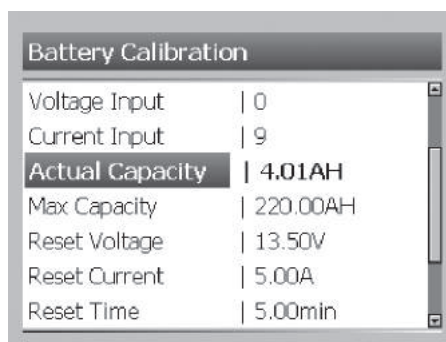 Battery Calibration
Voltage Input | 0
Current Input | 9
Actual Capacity | 4.01AH
Max Capacity | 220.00AH
Reset Voltage | 13.50V
Reset Current | 5.00A
Reset Time | 5.00min